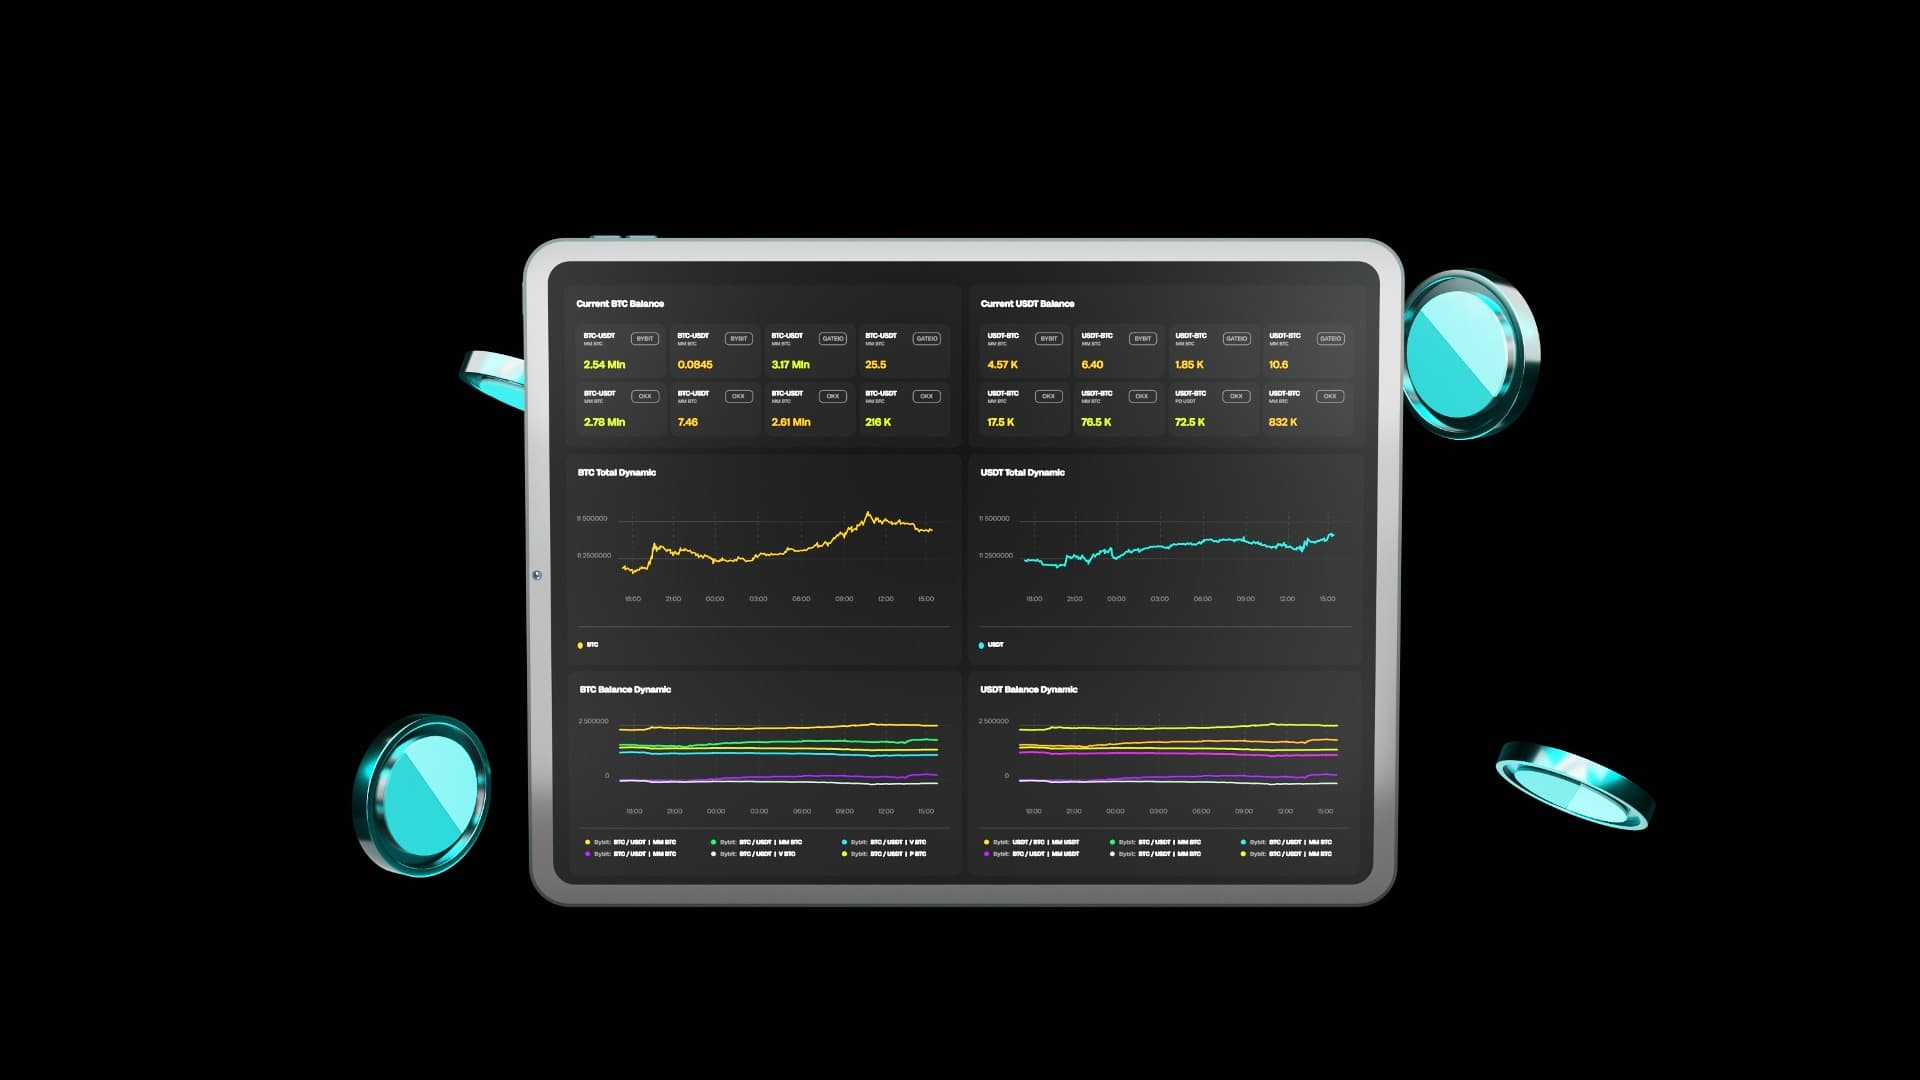 Current BTC Balance
BTC-USDT BYBIT BTC-USDT BYBIT BTC-USDT GATEIO BTC-USDT GATEIO
MM BTC MM BTC MM BTC MM BTC
2.54 Mln 0.0845 3.17 Mln 25.5
BTC-USDT OKX BTC-USDT OKX BTC-USDT OKX BTC-USDT OKX
MM BTC MM BTC MM BTC MM BTC
2.78 Mln 7.46 2.61 Mln 216 K
Current USDT Balance
USDT-BTC BYBIT USDT-BTC BYBIT USDT-BTC GATEIO USDT-BTC GATEIO
MM BTC MM BTC MM BTC MM BTC
4.57 K 6.40 1.85 K 10.6
USDT-BTC OKX USDT-BTC OKX USDT-BTC OKX USDT-BTC OKX
MM BTC MM BTC PD USDT MM BTC
17.5 K 76.5 K 72.5 K 832 K
BTC Total Dynamic
11 500000
11 2500000
18:00 21:00 00:00 03:00 06:00 09:00 12:00 15:00
BTC
USDT Total Dynamic
11 500000
11 2500000
18:00 21:00 00:00 03:00 06:00 09:00 12:00 15:00
USDT
BTC Balance Dynamic
2 500000
0
18:00 21:00 00:00 03:00 06:00 09:00 12:00 15:00
Bybit: BTC / USDT | MM BTC Bybit: BTC / USDT | MM BTC Bybit: BTC / USDT | V BTC
Bybit: BTC / USDT | MM BTC Bybit: BTC / USDT | V BTC Bybit: BTC / USDT | P BTC
USDT Balance Dynamic
2 500000
0
18:00 21:00 00:00 03:00 06:00 09:00 12:00 15:00
Bybit: USDT / BTC | MM USDT Bybit: BTC / USDT | MM BTC Bybit: BTC / USDT | MM BTC
Bybit: BTC / USDT | MM USDT Bybit: BTC / USDT | MM BTC Bybit: BTC / USDT | MM BTC